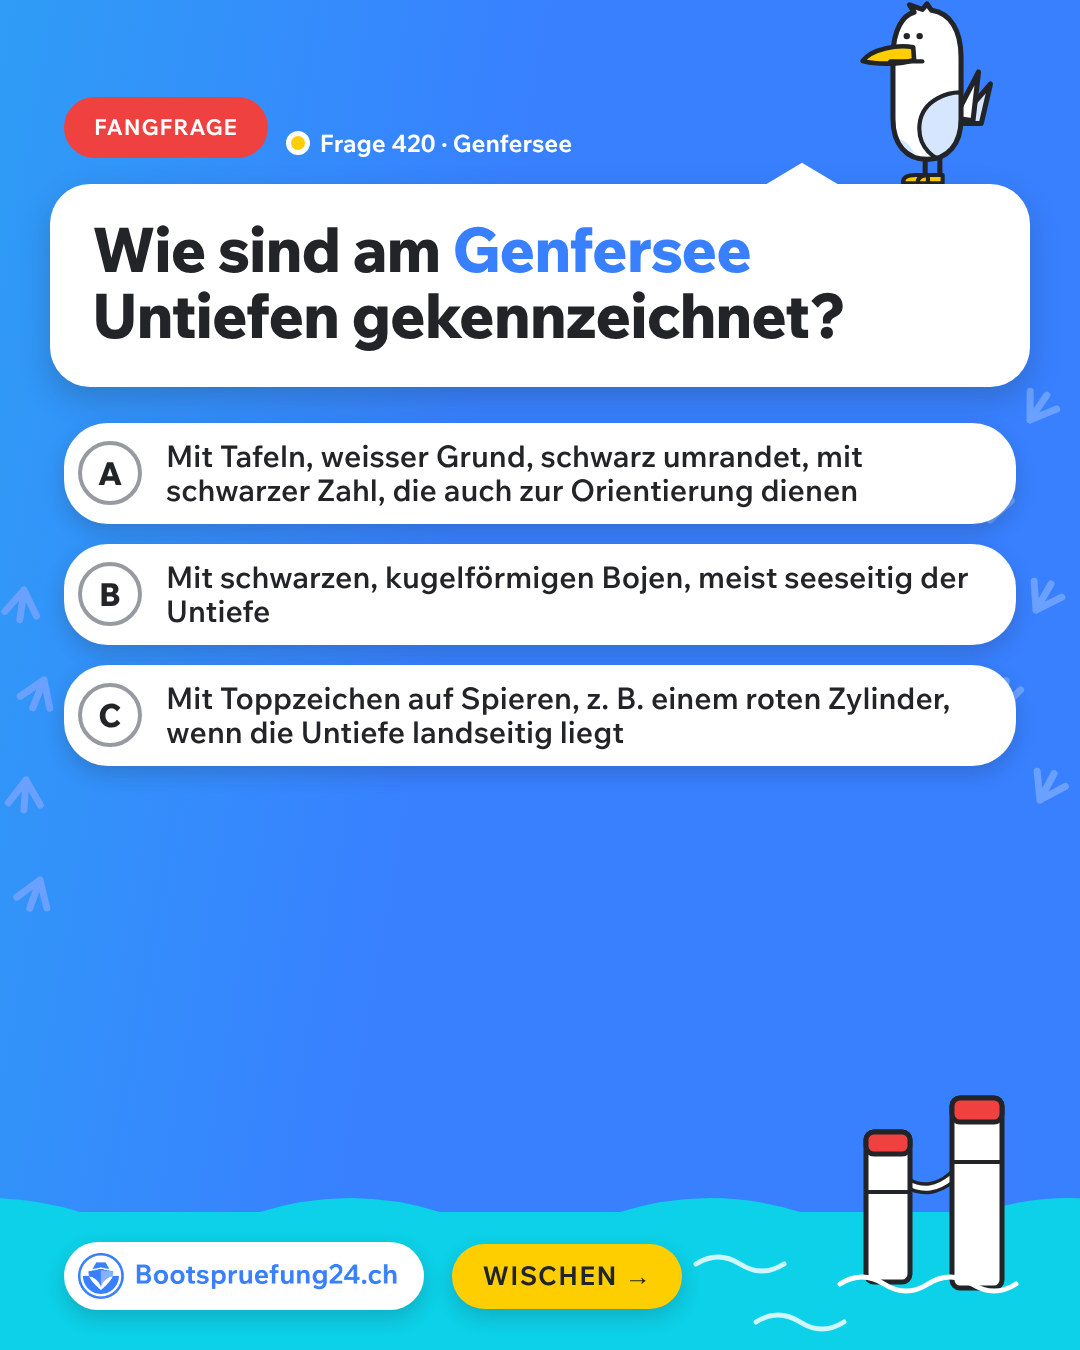 FANGFRAGE
Frage 420 · Genfersee
Wie sind am Genfersee
Untiefen gekennzeichnet?
A
Mit Tafeln, weisser Grund, schwarz umrandet, mit
schwarzer Zahl, die auch zur Orientierung dienen
B
Mit schwarzen, kugelförmigen Bojen, meist seeseitig der
Untiefe
C
Mit Toppzeichen auf Spieren, z. B. einem roten Zylinder,
wenn die Untiefe landseitig liegt
Bootspruefung24.ch
WISCHEN →